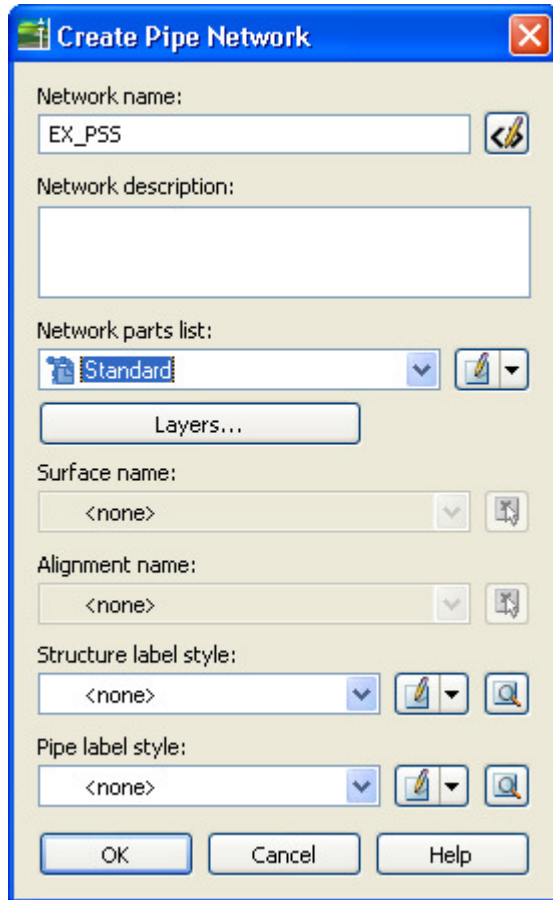 Create Pipe Network
Network name:
EX_PSS
Network description:
Network parts list:
Standard
Layers...
Surface name:
<none>
Alignment name:
<none>
Structure label style:
<none>
Pipe label style:
<none>
OK Cancel Help